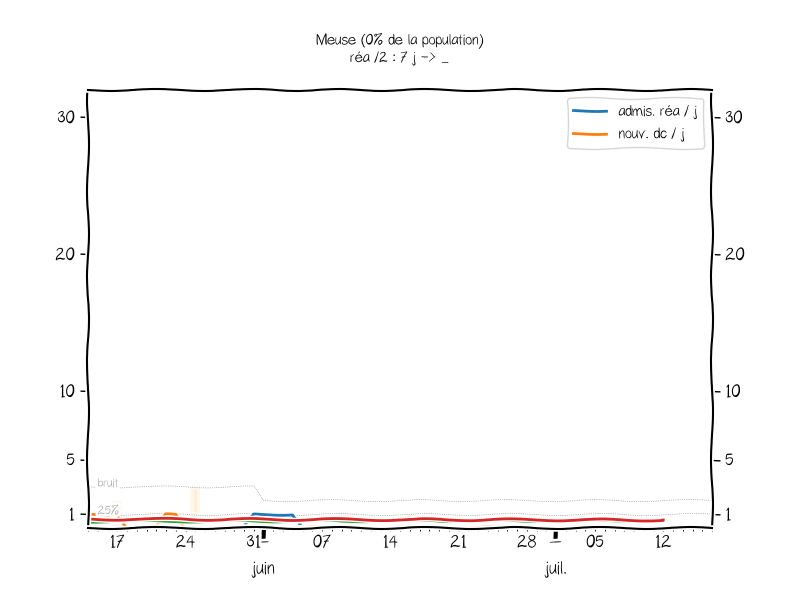 Meuse (0% de la population)
réa /2 : 7 j -> _
admis. réa / j
nouv. dc / j
30
30
20
20
10
10
5
5
bruit
25%
1
1
17 24 31 07 14 21 28 05 12
juin juil.